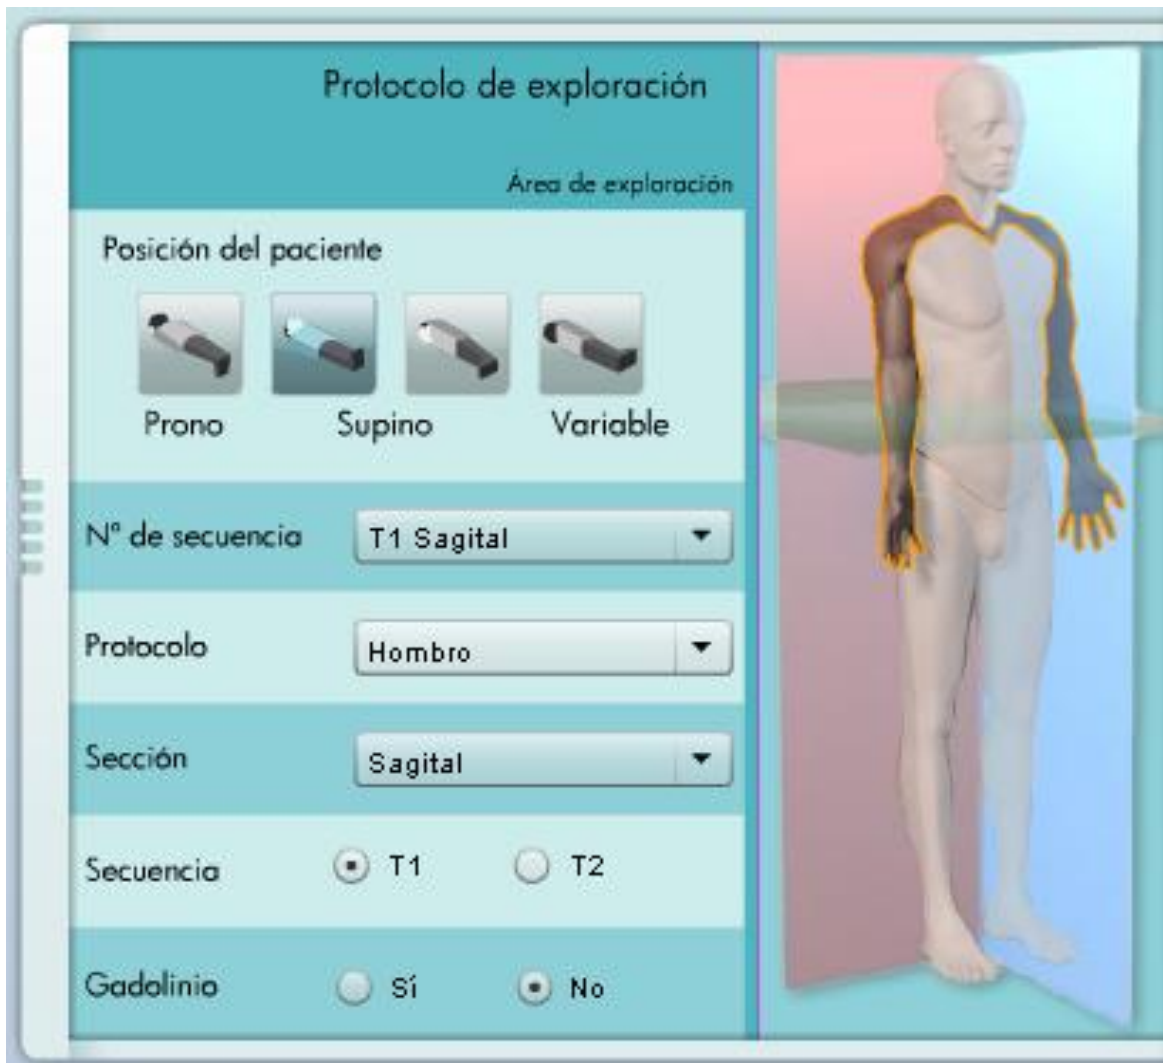 Protocolo de exploración
Área de exploración
Posición del paciente
Prono Supino Variable
Nº de secuencia T1 Sagital
Protocolo Hombro
Sección Sagital
Secuencia T1 T2
Gadolinio Sí No